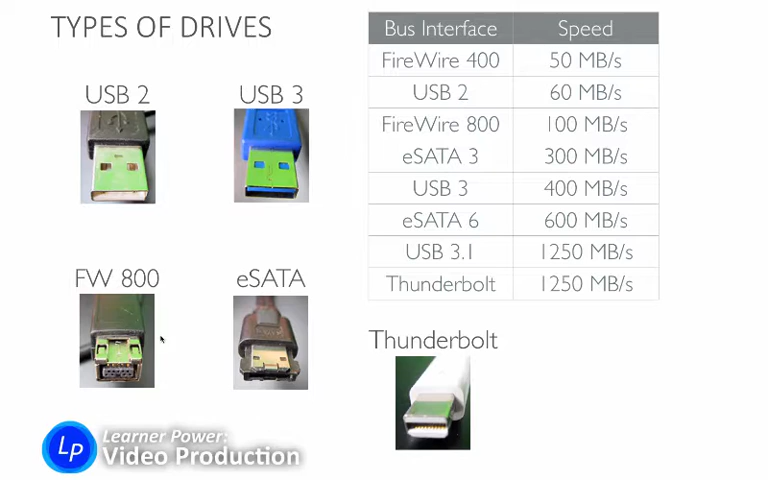 TYPES OF DRIVES
USB 2
USB 3
FW 800
eSATA
Bus Interface Speed
FireWire 400 50 MB/s
USB 2 60 MB/s
FireWire 800 100 MB/s
eSATA 3 300 MB/s
USB 3 400 MB/s
eSATA 6 600 MB/s
USB 3.1 1250 MB/s
Thunderbolt 1250 MB/s
Thunderbolt
Lp
Learner Power:
Video Production